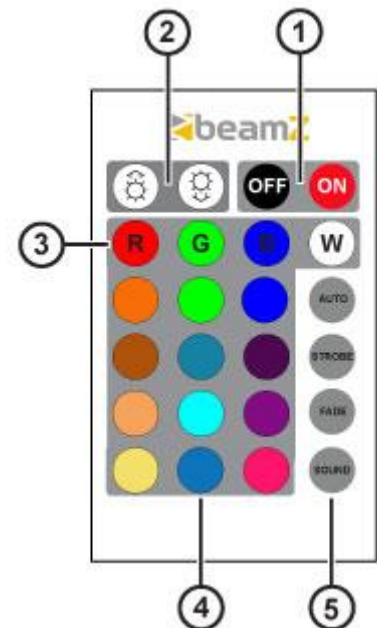 2 1
beamZ
OFF ON
3 R G B W
AUTO
STROBE
FADE
SOUND
4 5